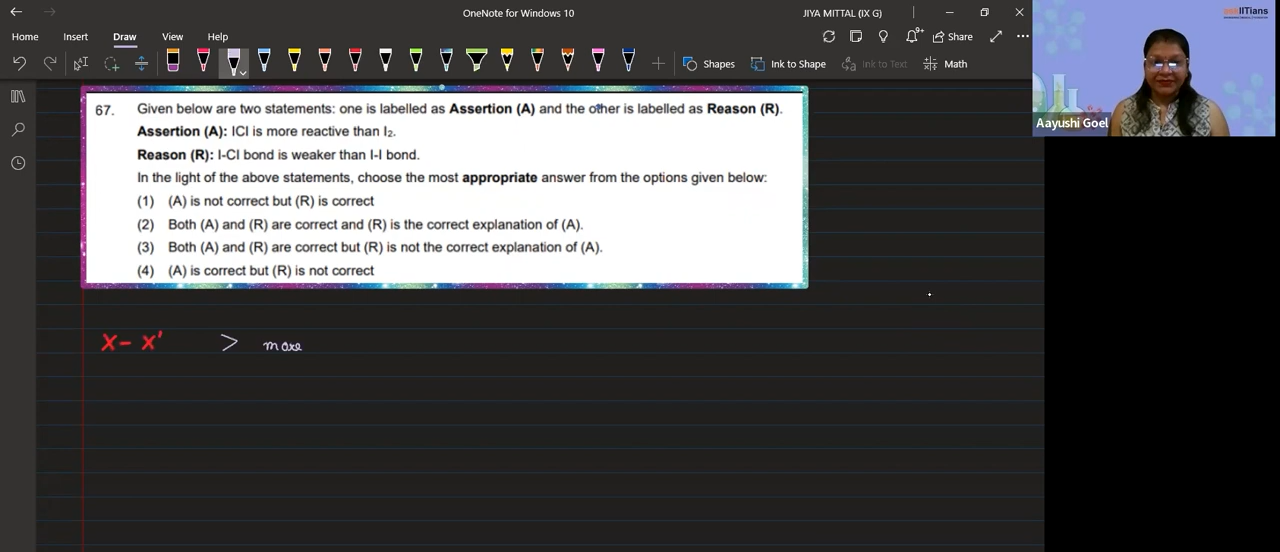 OneNote for Windows 10
JIYA MITTAL (IX G)
Home Insert Draw View Help
9+ Share
Shapes Ink to Shape Ink to Text Math
67. Given below are two statements: one is labelled as Assertion (A) and the other is labelled as Reason (R).
Assertion (A): ICl is more reactive than I₂.
Reason (R): I-Cl bond is weaker than I-I bond.
In the light of the above statements, choose the most appropriate answer from the options given below:
(1) (A) is not correct but (R) is correct
(2) Both (A) and (R) are correct and (R) is the correct explanation of (A).
(3) Both (A) and (R) are correct but (R) is not the correct explanation of (A).
(4) (A) is correct but (R) is not correct
X - X' > more
askIITians
Aayushi Goel